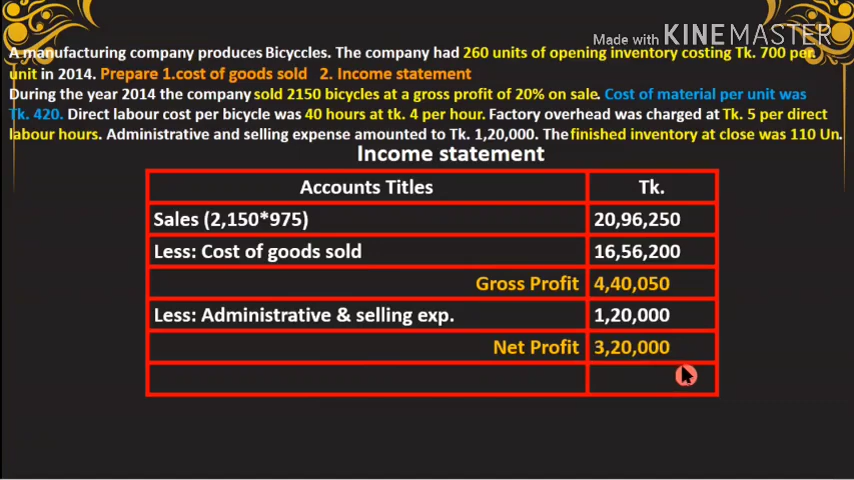 Made with KINEMASTER
A manufacturing company produces Bicyccles. The company had 260 units of opening inventory costing Tk. 700 per
unit in 2014. Prepare 1.cost of goods sold 2. Income statement
During the year 2014 the company sold 2150 bicycles at a gross profit of 20% on sale. Cost of material per unit was
Tk. 420. Direct labour cost per bicycle was 40 hours at tk. 4 per hour. Factory overhead was charged at Tk. 5 per direct
labour hours. Administrative and selling expense amounted to Tk. 1,20,000. The finished inventory at close was 110 Un.
Income statement
Accounts Titles Tk.
Sales (2,150*975) 20,96,250
Less: Cost of goods sold 16,56,200
Gross Profit 4,40,050
Less: Administrative & selling exp. 1,20,000
Net Profit 3,20,000